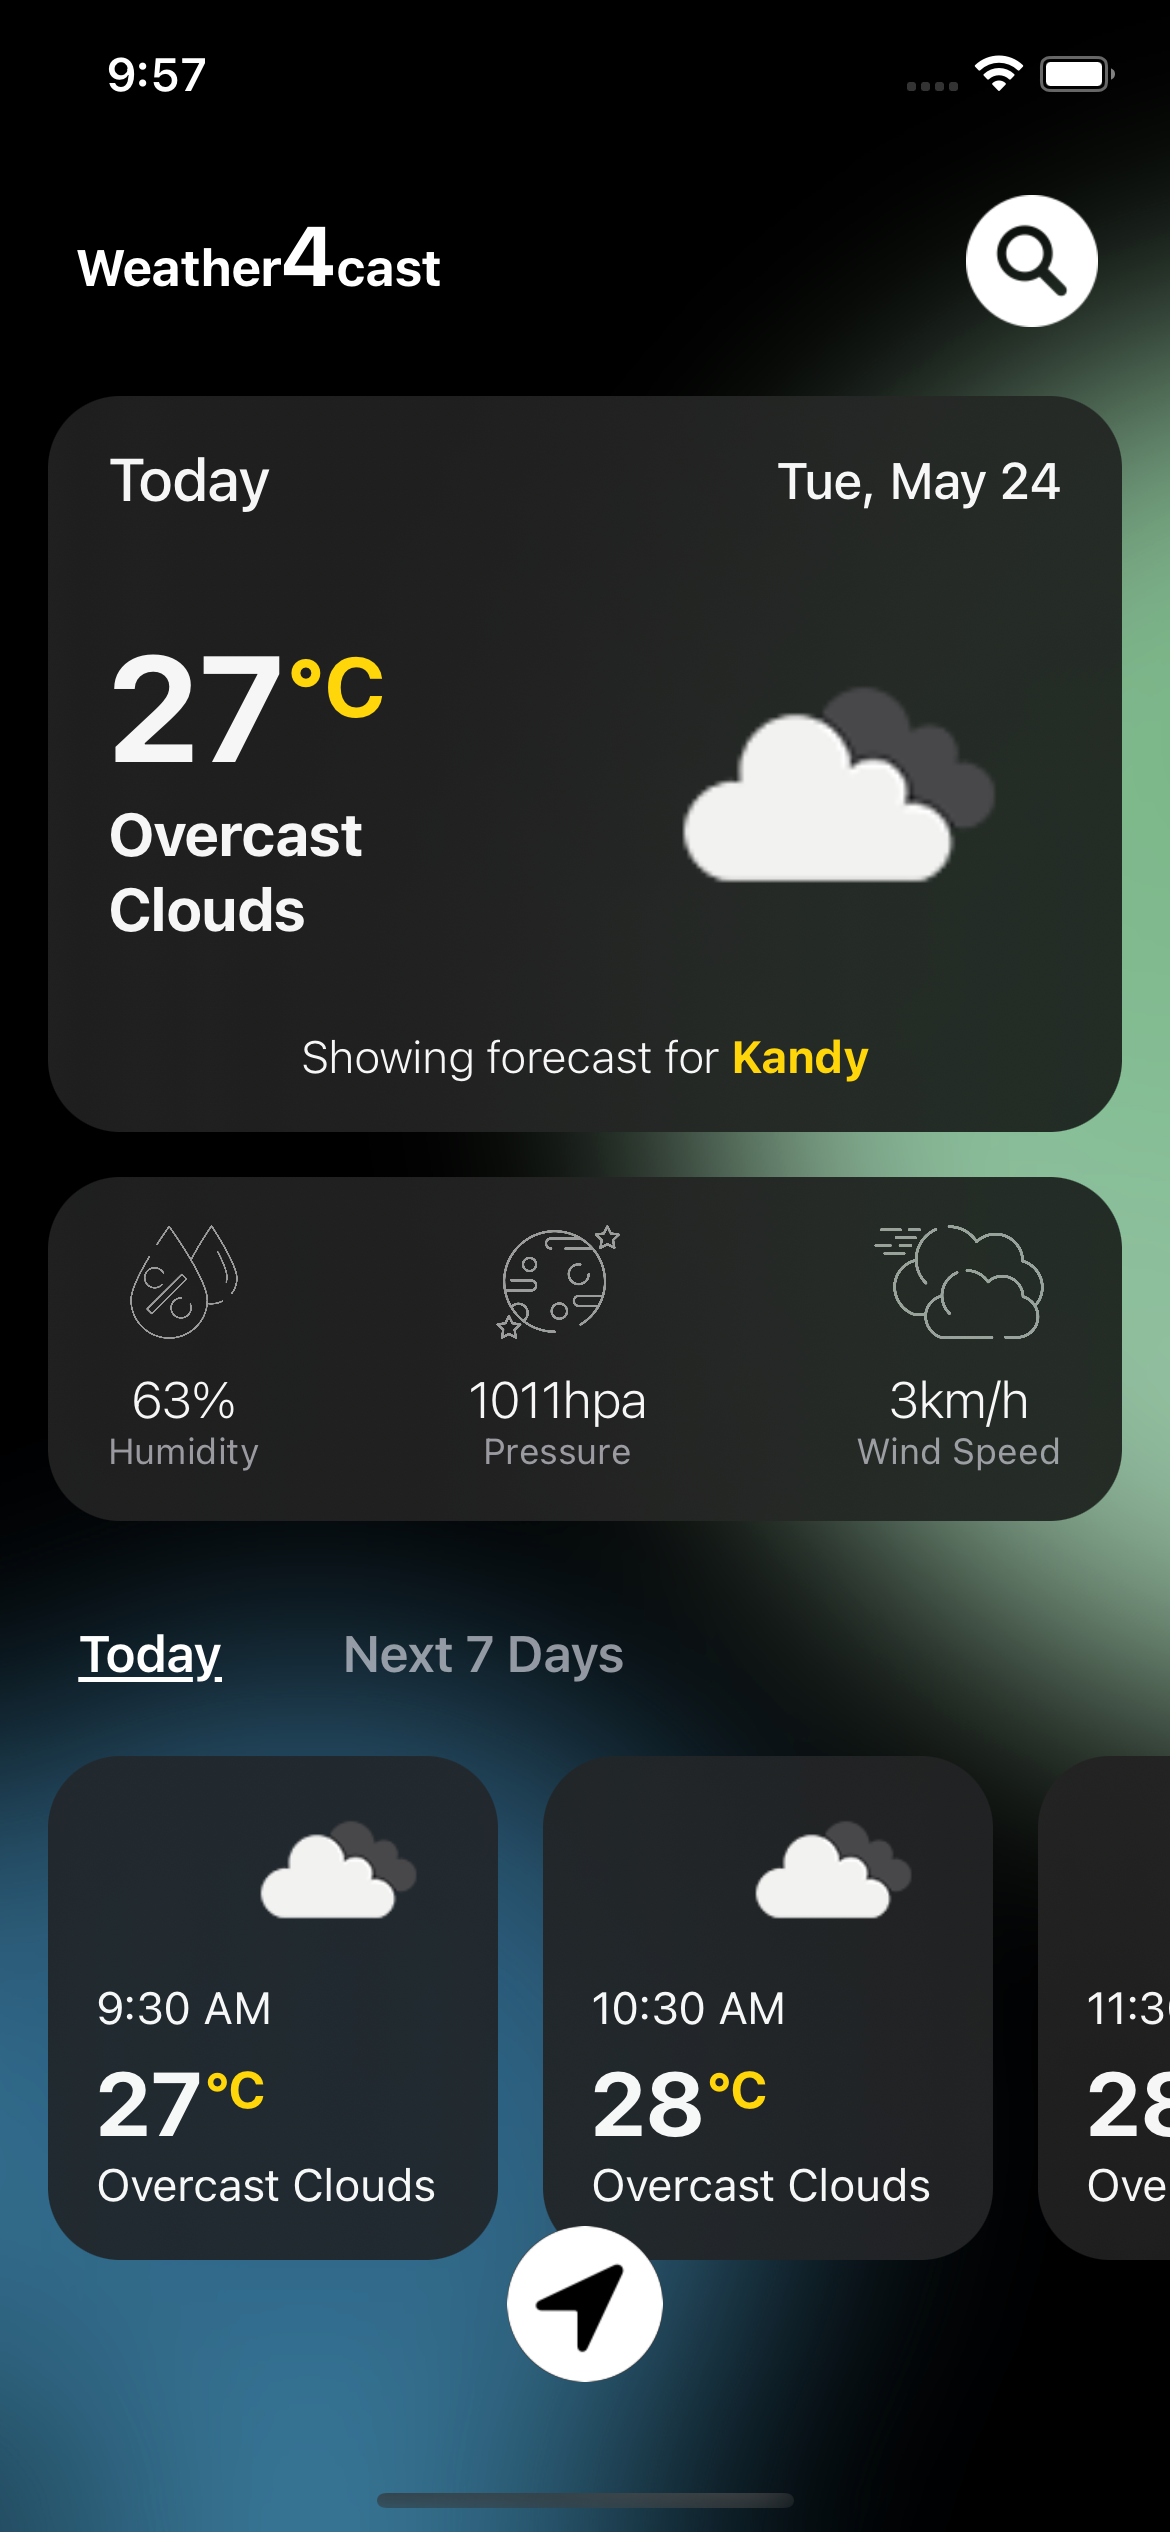 9:57
Weather4cast
Today Tue, May 24
27°C
Overcast
Clouds
Showing forecast for Kandy
63% 1011hpa 3km/h
Humidity Pressure Wind Speed
Today Next 7 Days
9:30 AM 10:30 AM 11:3
27°C 28°C 28
Overcast Clouds Overcast Clouds Ove